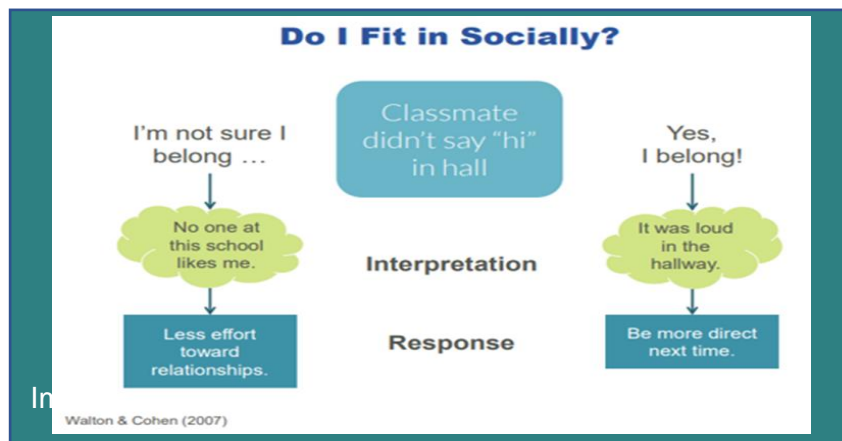 Do I Fit in Socially?
Classmate
didn't say "hi"
in hall
I'm not sure I
belong ...
Yes,
I belong!
No one at
this school
likes me.
Interpretation
It was loud
in the
hallway.
Less effort
toward
relationships.
Response
Be more direct
next time.
Walton & Cohen (2007)